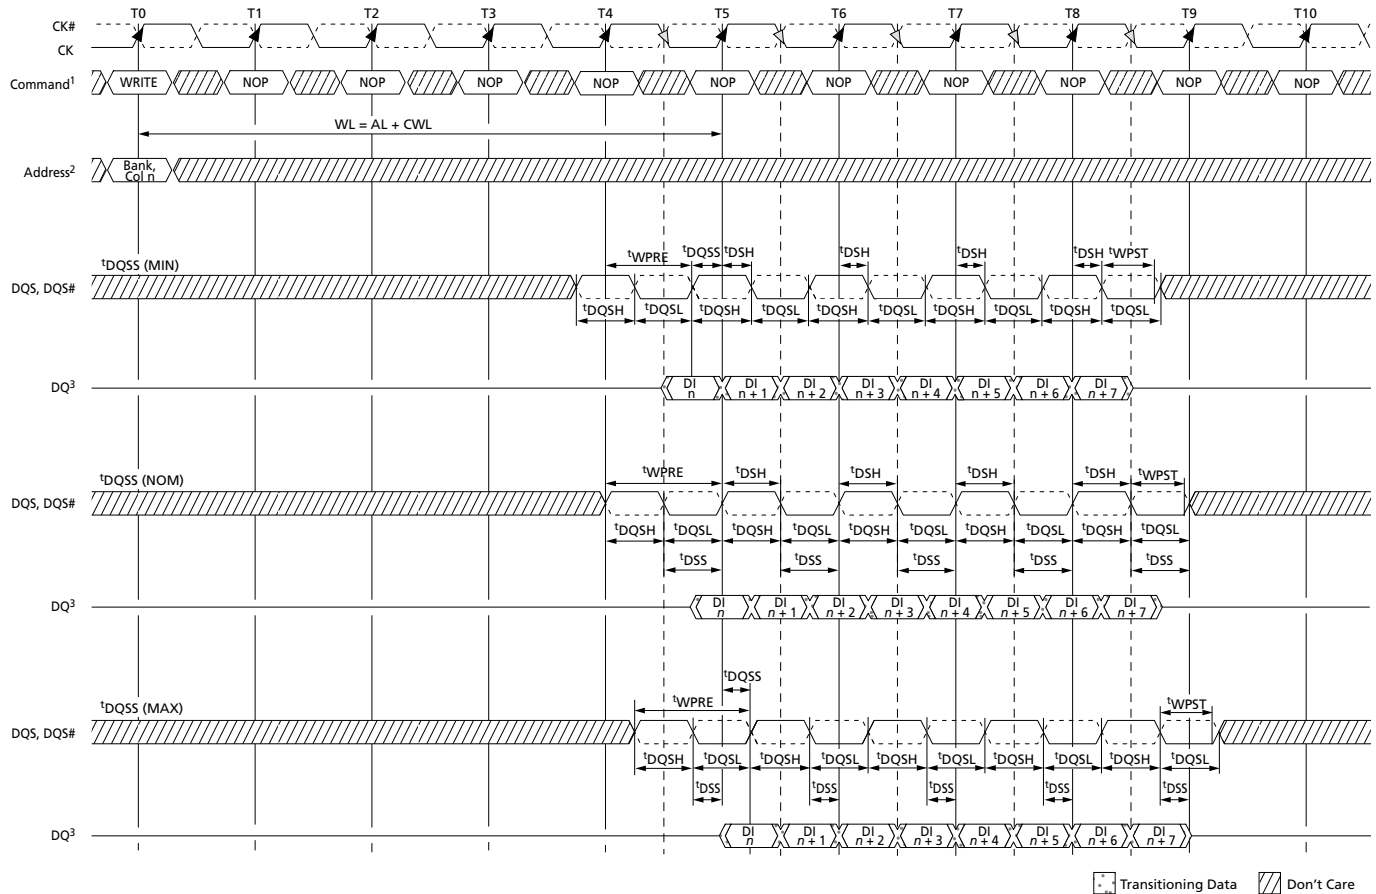 T0 T1 T2 T3 T4 T5 T6 T7 T8 T9 T10
CK#
CK
Command1 WRITE NOP NOP NOP NOP NOP NOP NOP NOP NOP NOP
WL = AL + CWL
Address2 Bank,
Col n
tDQSS (MIN) tWPRE tDQSS tDSH tDSH tDSH tDSH tWPST
DQS, DQS#
tDQSH tDQSL tDQSH tDQSL tDQSH tDQSL tDQSH tDQSL tDQSH tDQSL
DQ3 DI DI DI DI DI DI DI DI
n n + 1 n + 2 n + 3 n + 4 n + 5 n + 6 n + 7
tDQSS (NOM) tWPRE tDSH tDSH tDSH tDSH tWPST
DQS, DQS#
tDQSH tDQSL tDQSH tDQSL tDQSH tDQSL tDQSH tDQSL tDQSH tDQSL
tDSS tDSS tDSS tDSS tDSS
DQ3 DI DI DI DI DI DI DI DI
n n + 1 n + 2 n + 3 n + 4 n + 5 n + 6 n + 7
tDQSS
tDQSS (MAX) tWPRE tWPST
DQS, DQS#
tDQSH tDQSL tDQSH tDQSL tDQSH tDQSL tDQSH tDQSL tDQSH tDQSL
tDSS tDSS tDSS tDSS tDSS
DQ3 DI DI DI DI DI DI DI DI
n n + 1 n + 2 n + 3 n + 4 n + 5 n + 6 n + 7
Transitioning Data Don't Care